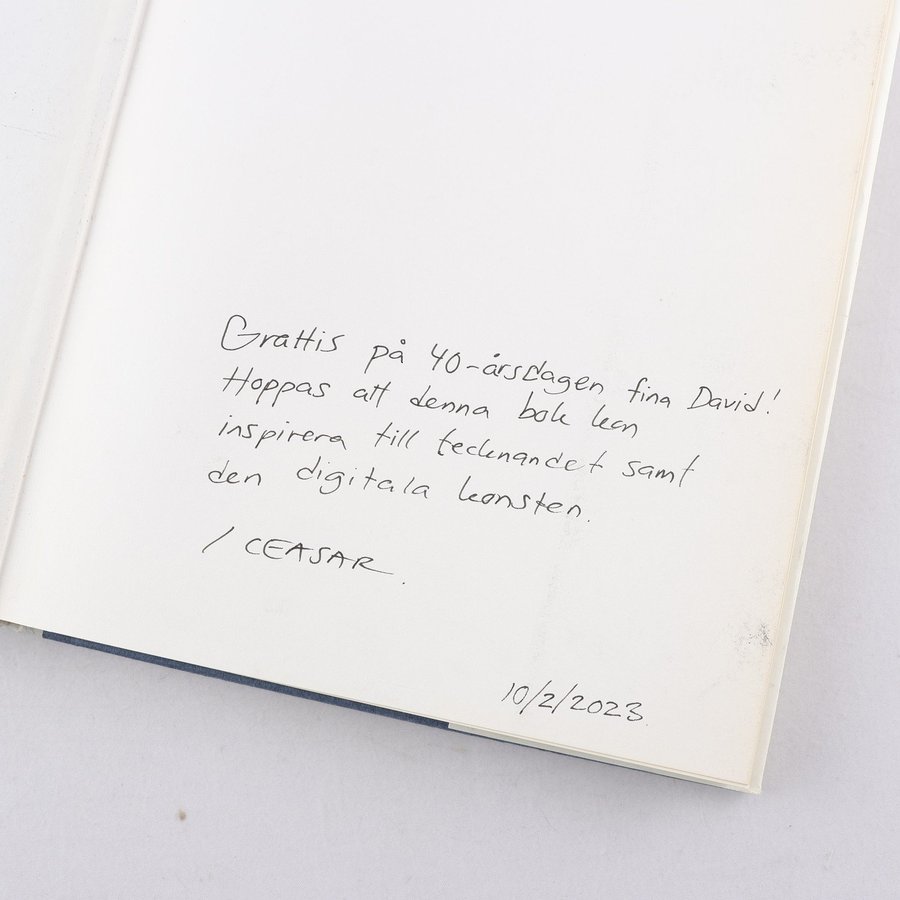 Grattis på 40-årsdagen fina David!
Hoppas att denna bok kan
inspirera till tecknandet samt
den digitala konsten.
/ CEASAR.
10/2/2023